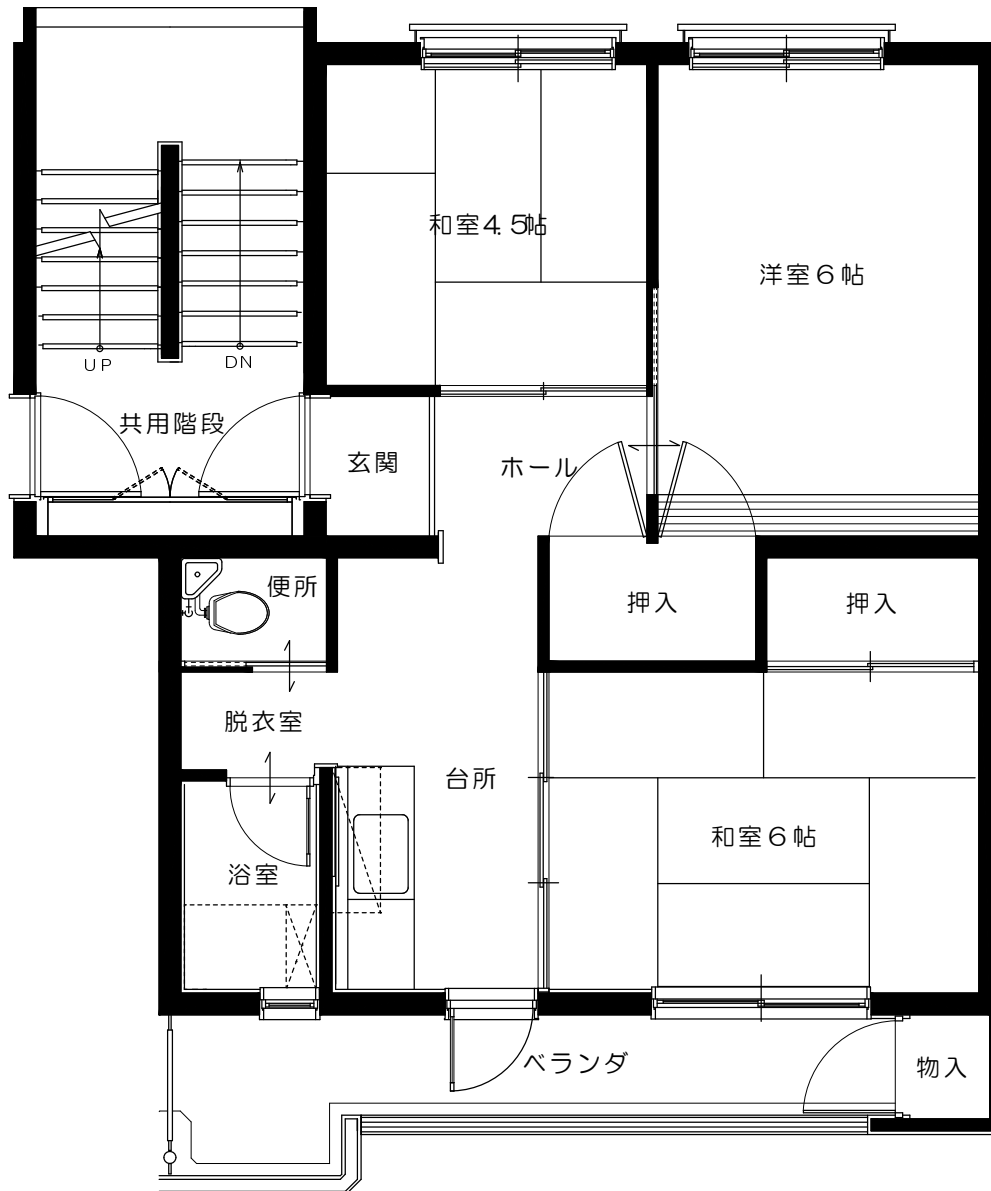 和室4.5帖
洋室6帖
UP
DN
共用階段
玄関
ホール
便所
押入
押入
脱衣室
台所
和室6帖
浴室
ベランダ
物入